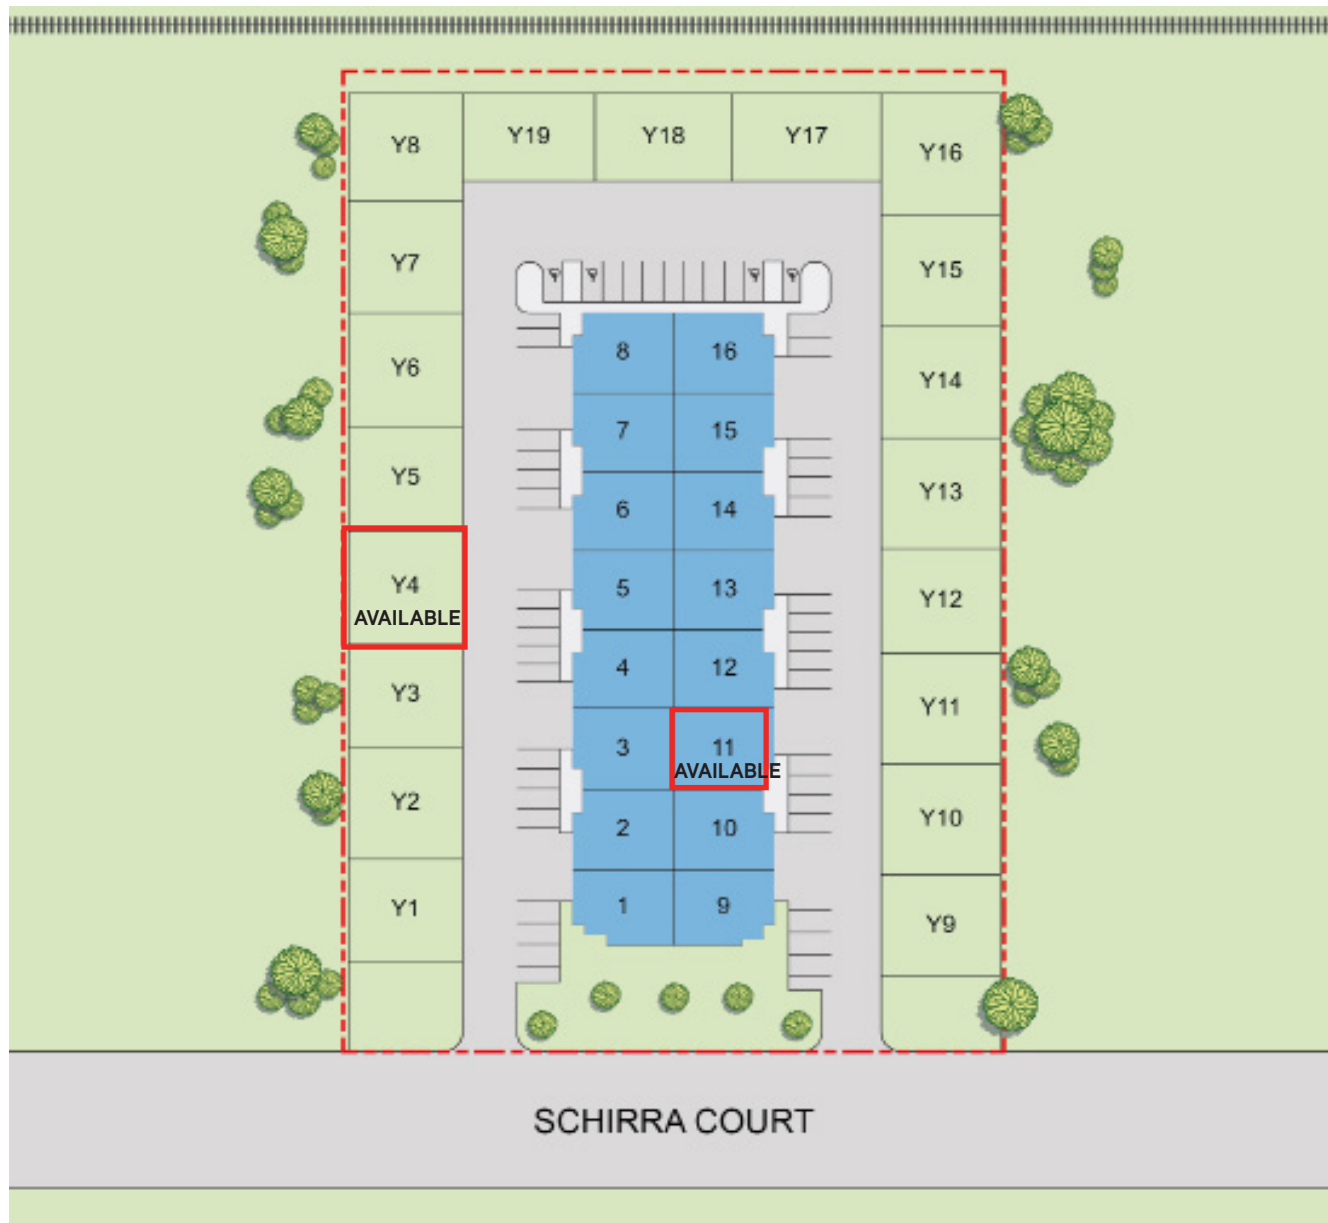 Y8
Y19
Y18
Y17
Y16
Y7
Y15
Y6
8
16
Y14
7
15
Y5
6
14
Y13
Y4
AVAILABLE
5
13
Y12
Y3
4
12
Y11
3
11
AVAILABLE
Y2
2
10
Y10
Y1
1
9
Y9
SCHIRRA COURT